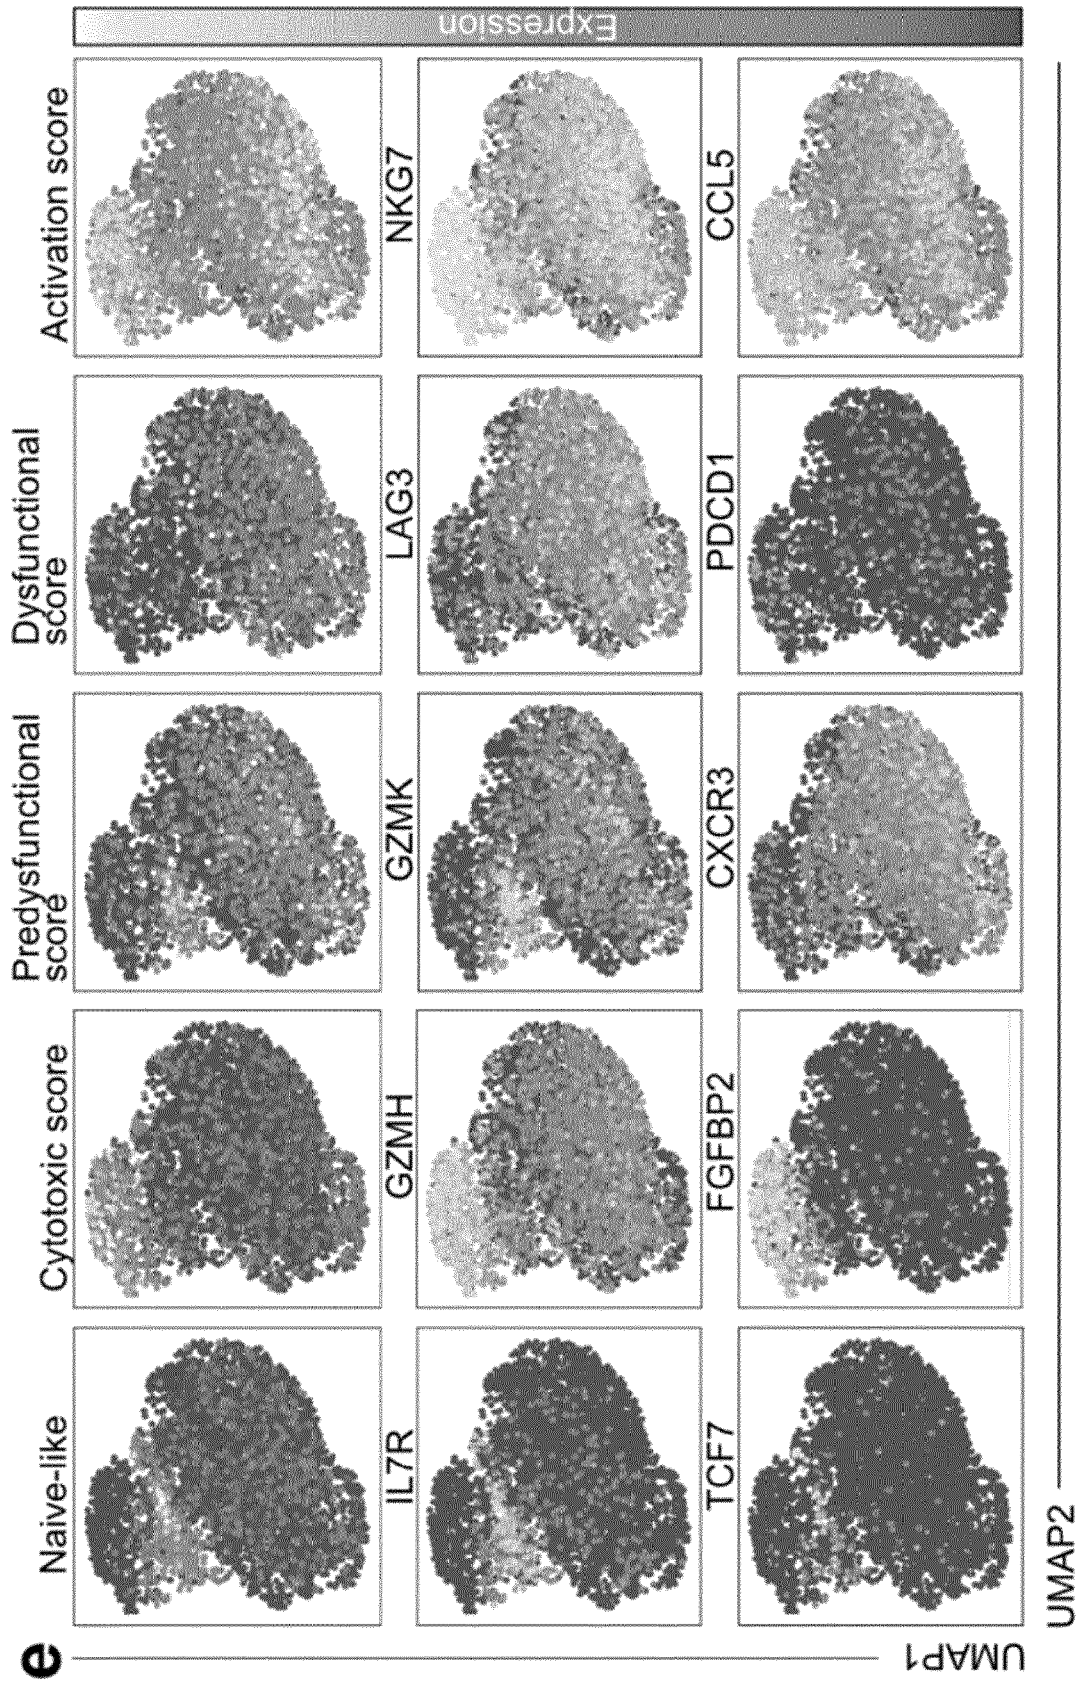 e
Naive-like
Cytotoxic score
Predysfunctional
score
Dysfunctional
score
Activation score
IL7R
GZMH
GZMK
LAG3
NKG7
TCF7
FGFBP2
CXCR3
PDCD1
CCL5
Expression
UMAP1
UMAP2